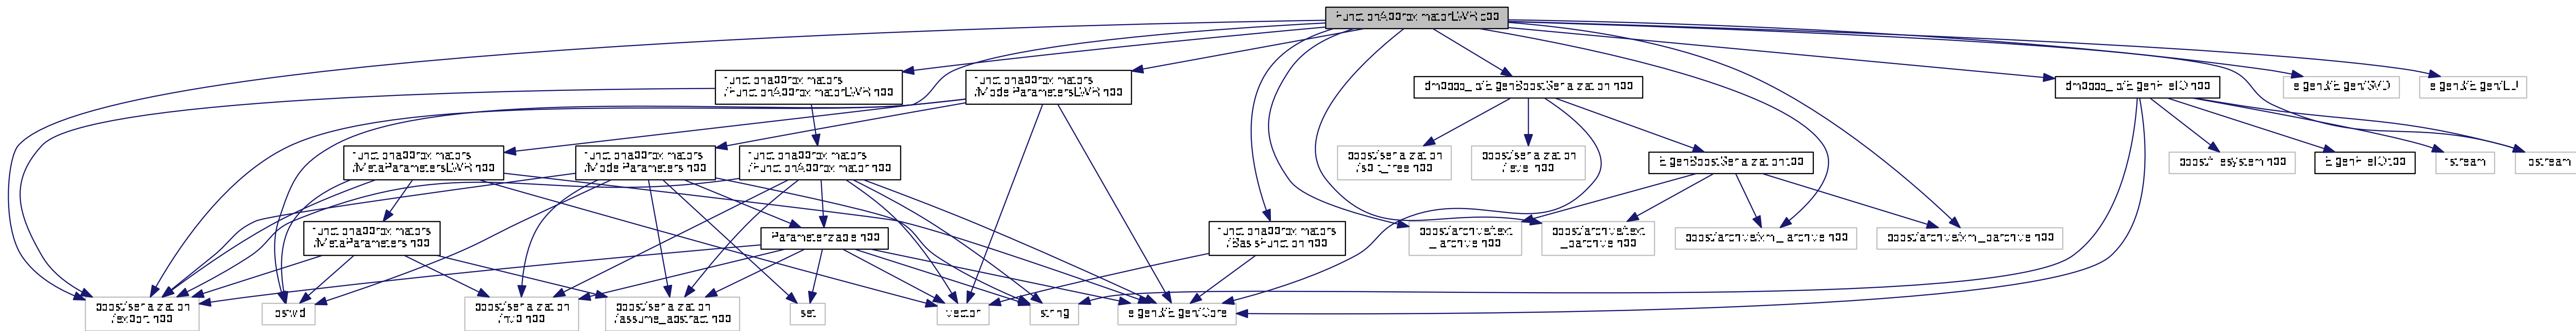 FunctionApproximatorLWR.cpp
functionapproximators
/FunctionApproximatorLWR.hpp
functionapproximators
/ModelParametersLWR.hpp
dmpbbo_io/EigenBoostSerialization.hpp
dmpbbo_io/EigenFileIO.hpp
eigen3/Eigen/SVD
eigen3/Eigen/LU
functionapproximators
/MetaParametersLWR.hpp
functionapproximators
/ModelParameters.hpp
functionapproximators
/FunctionApproximator.hpp
boost/serialization
/split_free.hpp
boost/serialization
/level.hpp
EigenBoostSerialization.tpp
boost/filesystem.hpp
EigenFileIO.tpp
fstream
iostream
functionapproximators
/MetaParameters.hpp
Parameterizable.hpp
functionapproximators
/BasisFunction.hpp
boost/archive/text
_iarchive.hpp
boost/archive/text
_oarchive.hpp
boost/archive/xml_iarchive.hpp
boost/archive/xml_oarchive.hpp
boost/serialization
/export.hpp
iosfwd
boost/serialization
/nvp.hpp
boost/serialization
/assume_abstract.hpp
set
vector
string
eigen3/Eigen/Core